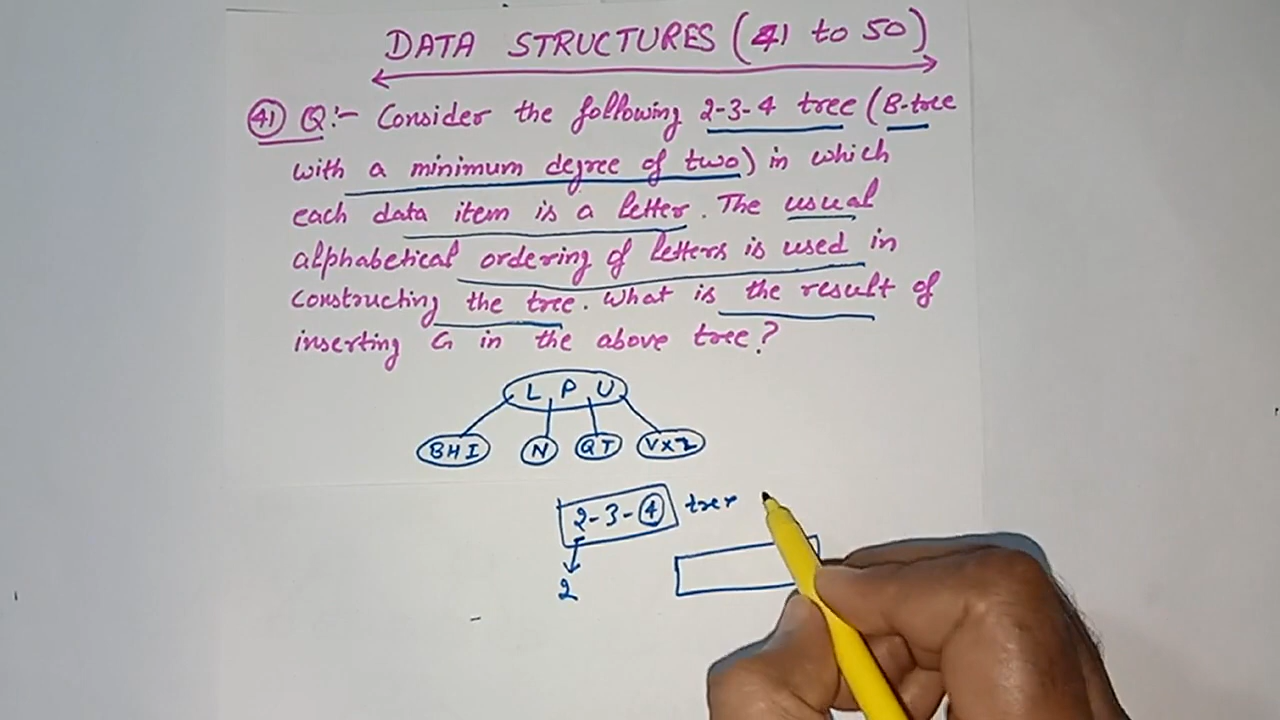 DATA STRUCTURES (41 to 50)
41 Q:- Consider the following 2-3-4 tree (B-tree
with a minimum degree of two) in which
each data item is a letter. The usual
alphabetical ordering of letters is used in
constructing the tree. What is the result of
inserting G in the above tree?
L P U
BHI N QT VXZ
2-3-4 tree
2